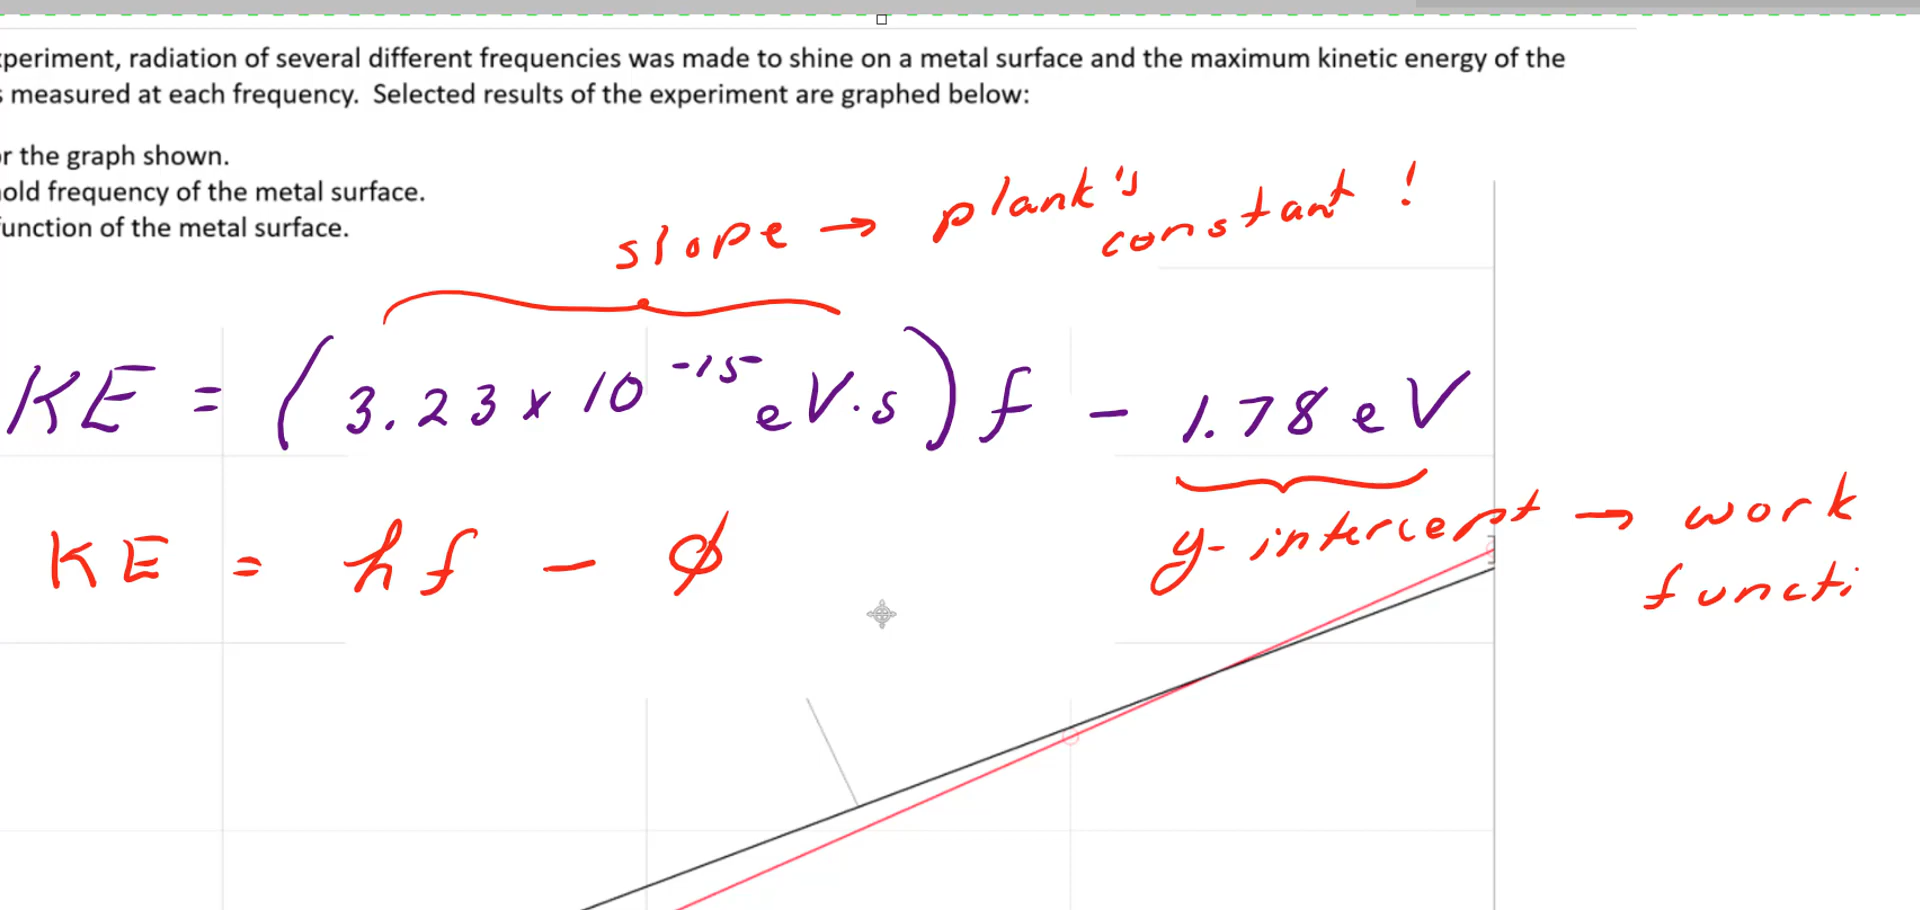 periment, radiation of several different frequencies was made to shine on a metal surface and the maximum kinetic energy of the
s measured at each frequency. Selected results of the experiment are graphed below:
r the graph shown.
old frequency of the metal surface.
unction of the metal surface.
slope → plank's
constant!
KE = (3.23 x 10⁻¹⁵ eV·s) f - 1.78 eV
y-intercept → work
functi
KE = hf - ϕ